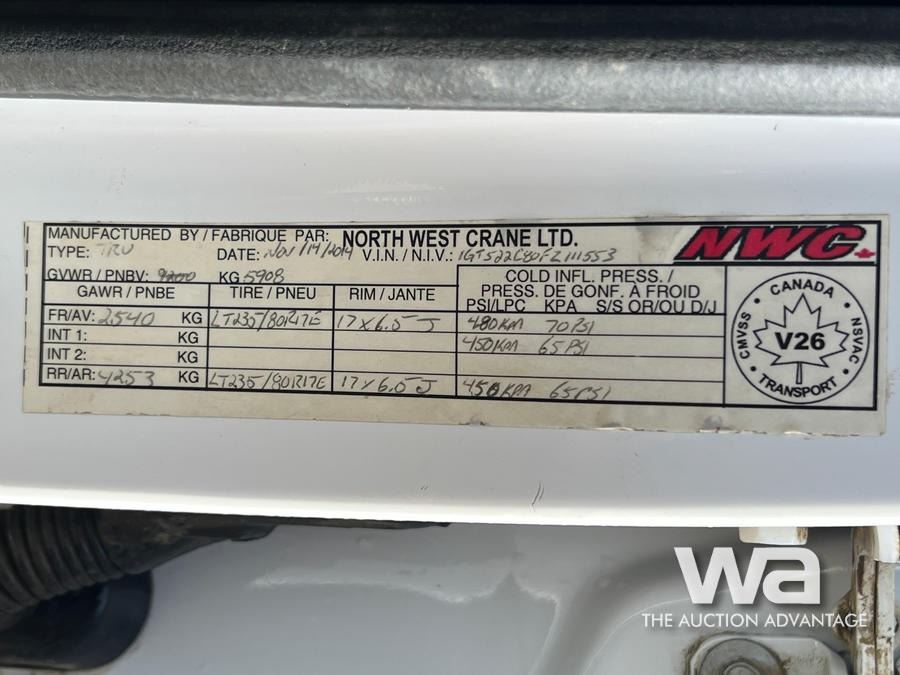 MANUFACTURED BY / FABRIQUE PAR: NORTH WEST CRANE LTD. NWC
TYPE: TRU DATE: NOV/14/2014 V.I.N. / N.I.V.: 1GT522C80FZ111553
GVWR / PNBV: 9200 KG 5908
GAWR / PNBE TIRE / PNEU RIM / JANTE COLD INFL. PRESS. / PRESS. DE GONF. À FROID
PSI/LPC KPA S/S OR/OU D/J
FR/AV: 2540 KG LT235/80R17E 17 x 6.5 J 480KPA 70PSI
INT 1: KG 450KPA 65PSI
INT 2: KG
RR/AR: 4253 KG LT235/80R17E 17 x 6.5 J 450KPA 65PSI
CANADA
CMVSS V26 NSVAC
TRANSPORT
wa
THE AUCTION ADVANTAGE